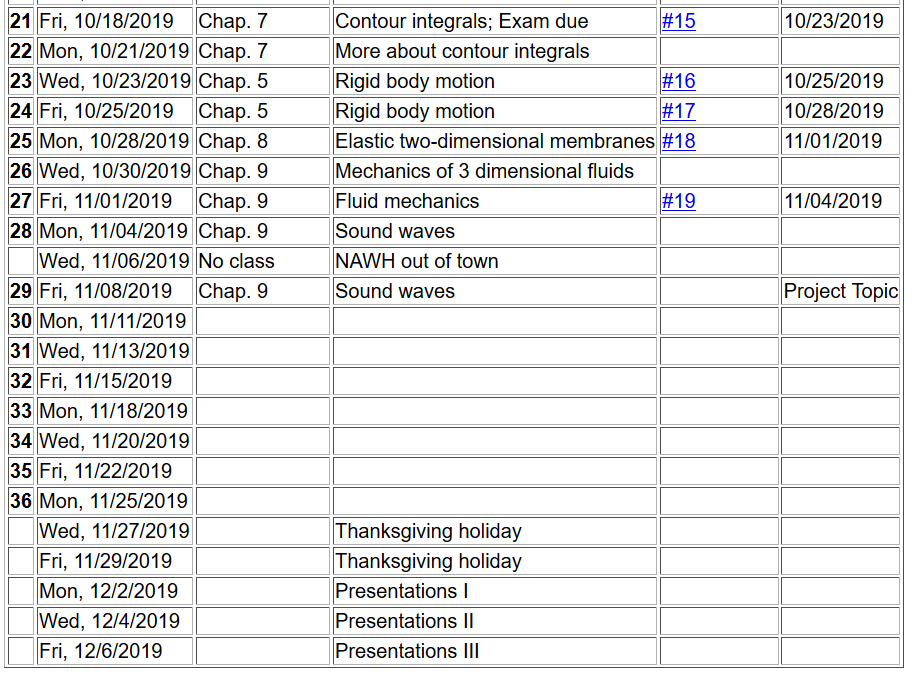 21 Fri, 10/18/2019 Chap. 7 Contour integrals; Exam due #15 10/23/2019
22 Mon, 10/21/2019 Chap. 7 More about contour integrals
23 Wed, 10/23/2019 Chap. 5 Rigid body motion #16 10/25/2019
24 Fri, 10/25/2019 Chap. 5 Rigid body motion #17 10/28/2019
25 Mon, 10/28/2019 Chap. 8 Elastic two-dimensional membranes #18 11/01/2019
26 Wed, 10/30/2019 Chap. 9 Mechanics of 3 dimensional fluids
27 Fri, 11/01/2019 Chap. 9 Fluid mechanics #19 11/04/2019
28 Mon, 11/04/2019 Chap. 9 Sound waves
Wed, 11/06/2019 No class NAWH out of town
29 Fri, 11/08/2019 Chap. 9 Sound waves Project Topic
30 Mon, 11/11/2019
31 Wed, 11/13/2019
32 Fri, 11/15/2019
33 Mon, 11/18/2019
34 Wed, 11/20/2019
35 Fri, 11/22/2019
36 Mon, 11/25/2019
Wed, 11/27/2019 Thanksgiving holiday
Fri, 11/29/2019 Thanksgiving holiday
Mon, 12/2/2019 Presentations I
Wed, 12/4/2019 Presentations II
Fri, 12/6/2019 Presentations III